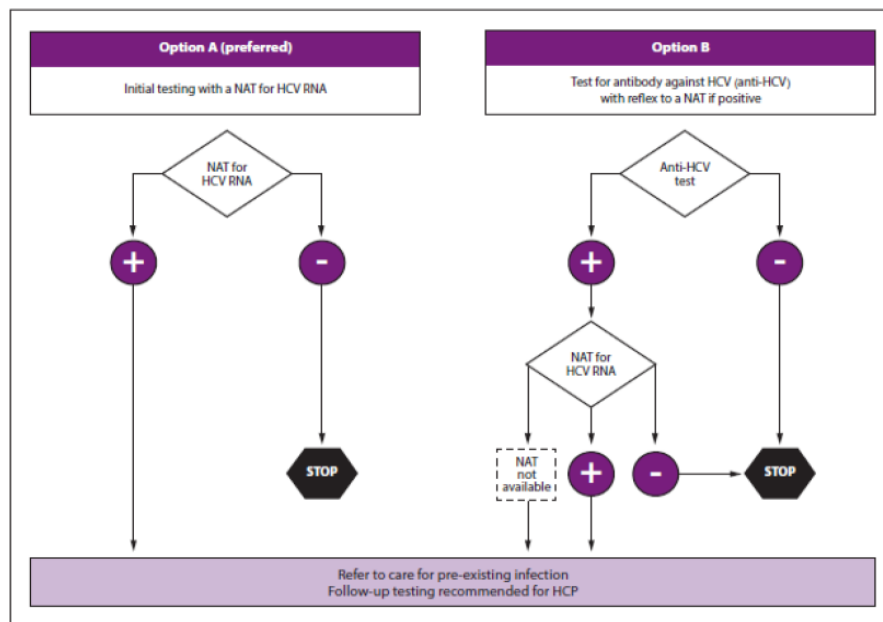 Option A (preferred)
Initial testing with a NAT for HCV RNA
NAT for
HCV RNA
+
-
STOP
Option B
Test for antibody against HCV (anti-HCV)
with reflex to a NAT if positive
Anti-HCV
test
+
-
NAT for
HCV RNA
NAT
not
available
+
-
STOP
Refer to care for pre-existing infection
Follow-up testing recommended for HCP